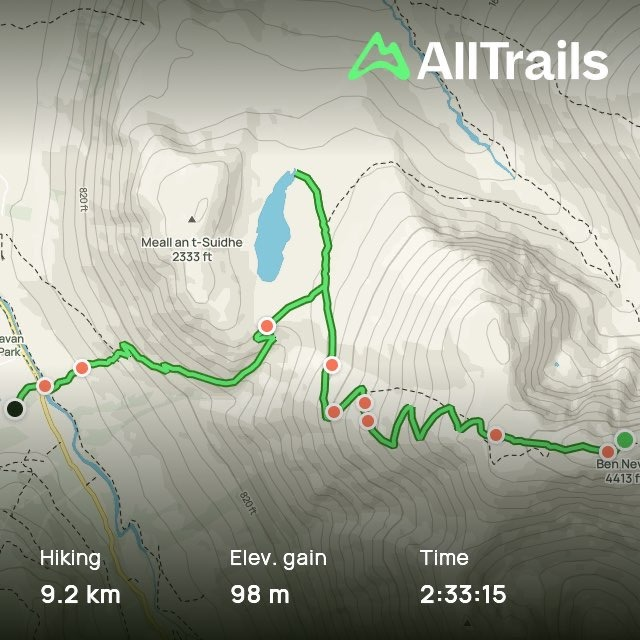 AllTrails
820 ft
Meall an t-Suidhe
2333 ft
avan
Park
Ben Nev
4413 f
820 ft
Hiking
Elev. gain
Time
9.2 km
98 m
2:33:15